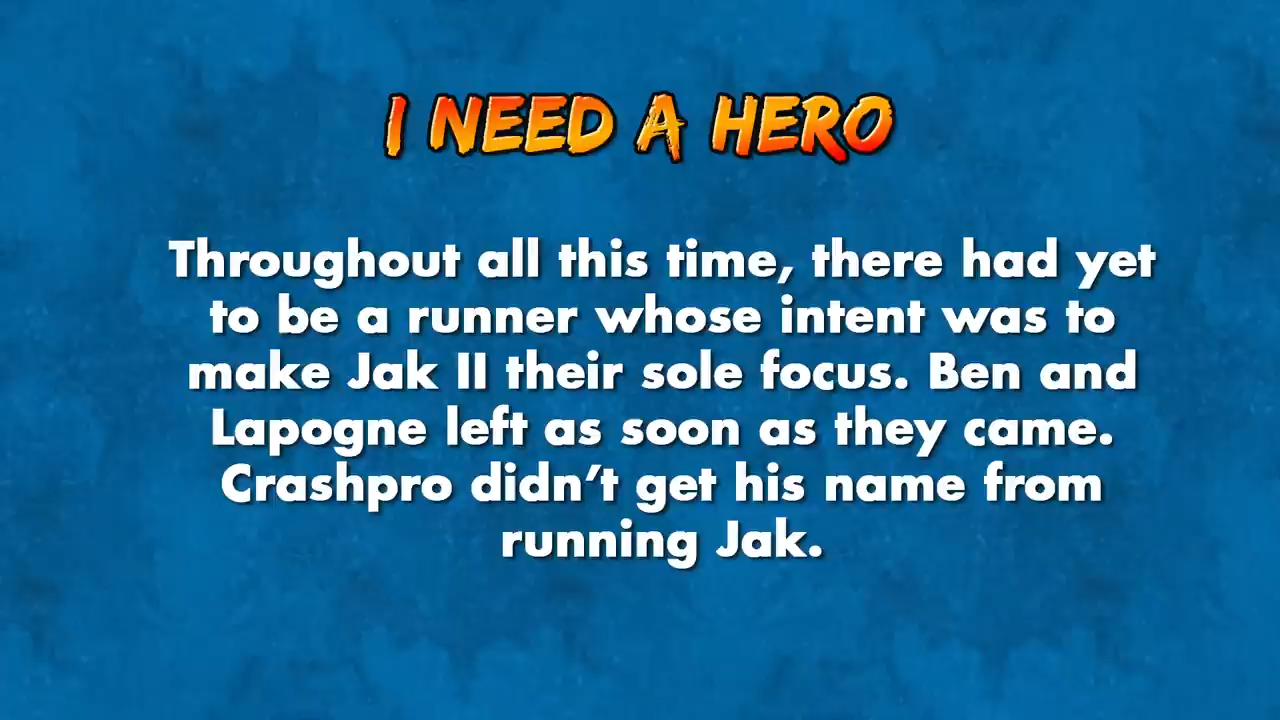 I NEED A HERO
Throughout all this time, there had yet
to be a runner whose intent was to
make Jak II their sole focus. Ben and
Lapogne left as soon as they came.
Crashpro didn’t get his name from
running Jak.